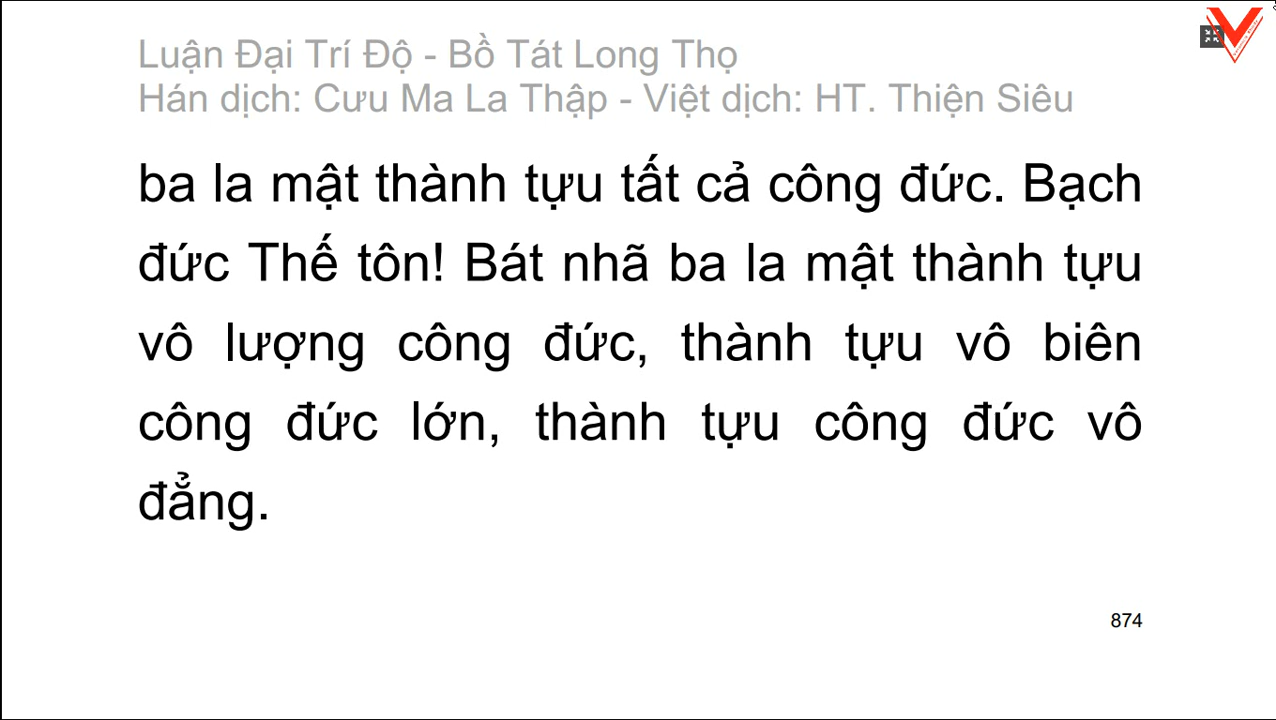 Luận Đại Trí Độ - Bồ Tát Long Thọ
Hán dịch: Cưu Ma La Thập - Việt dịch: HT. Thiện Siêu
ba la mật thành tựu tất cả công đức. Bạch
đức Thế tôn! Bát nhã ba la mật thành tựu
vô lượng công đức, thành tựu vô biên
công đức lớn, thành tựu công đức vô
đẳng.
874